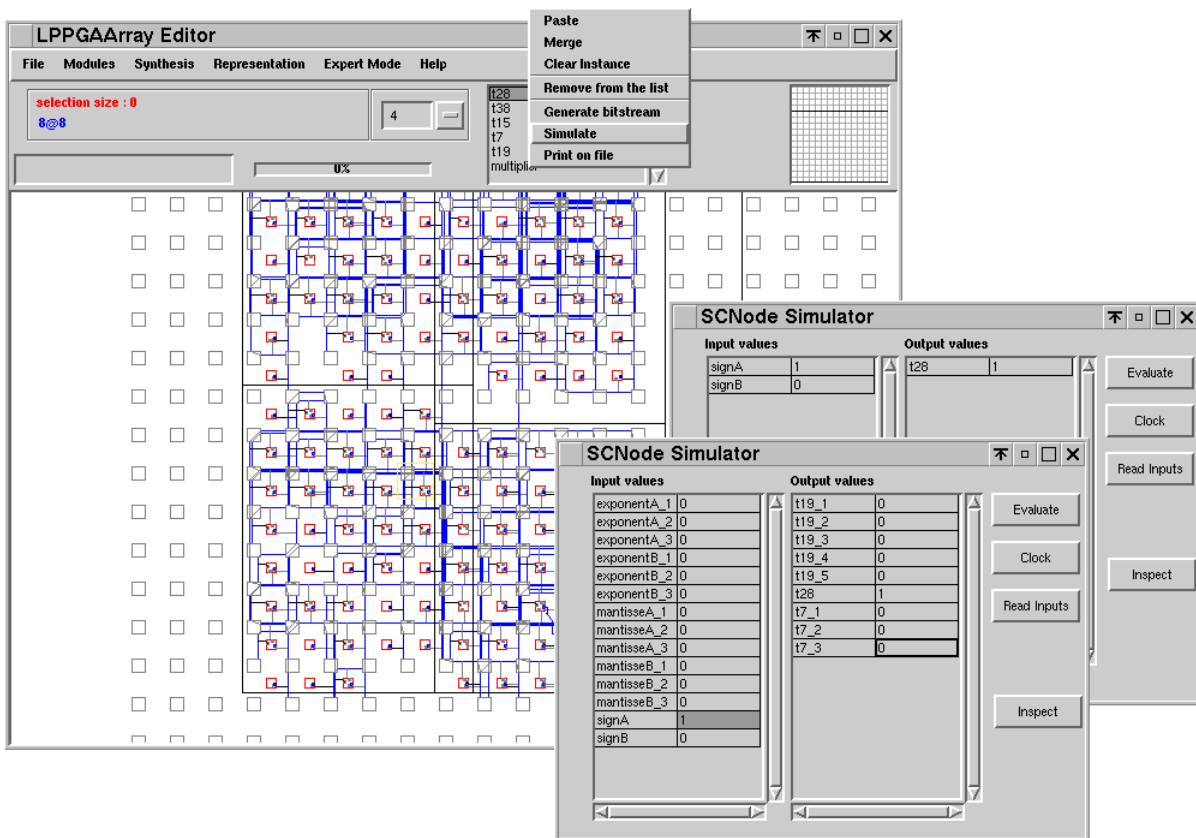 LPPGAArray Editor
File Modules Synthesis Representation Expert Mode Help
selection size : 0
8@8
4
t28
t38
t15
t7
t19
multiplier
0%
Paste
Merge
Clear Instance
Remove from the list
Generate bitstream
Simulate
Print on file
SCNode Simulator
Input values Output values
signA 1 t28 1
signB 0
Evaluate
Clock
Read Inputs
Inspect
SCNode Simulator
Input values Output values
exponentA_1 0 t19_1 0
exponentA_2 0 t19_2 0
exponentA_3 0 t19_3 0
exponentB_1 0 t19_4 0
exponentB_2 0 t19_5 0
exponentB_3 0 t28 1
mantisseA_1 0 t7_1 0
mantisseA_2 0 t7_2 0
mantisseA_3 0 t7_3 0
mantisseB_1 0
mantisseB_2 0
mantisseB_3 0
signA 1
signB 0
Evaluate
Clock
Read Inputs
Inspect